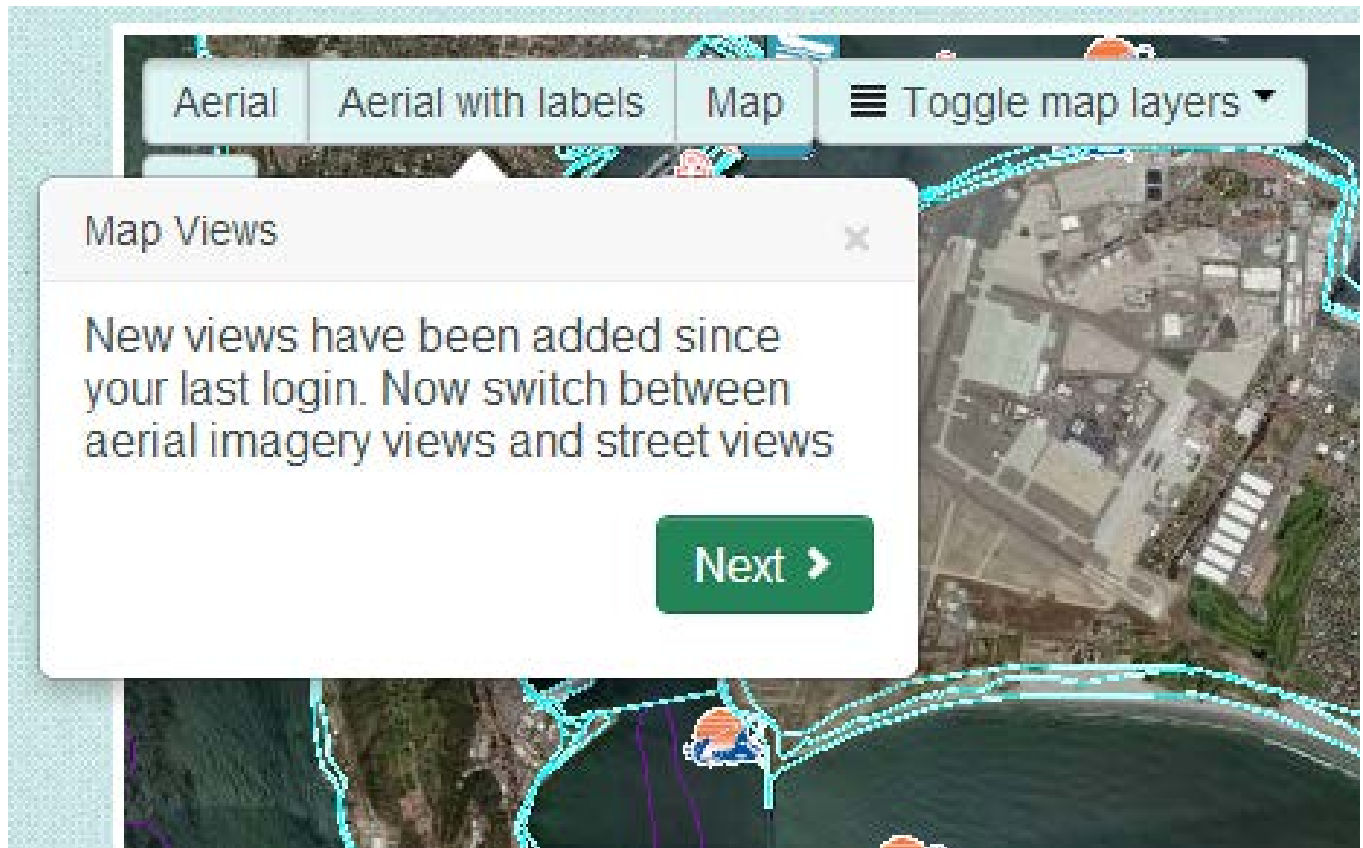 Aerial Aerial with labels Map Toggle map layers
Map Views ×
New views have been added since
your last login. Now switch between
aerial imagery views and street views
Next